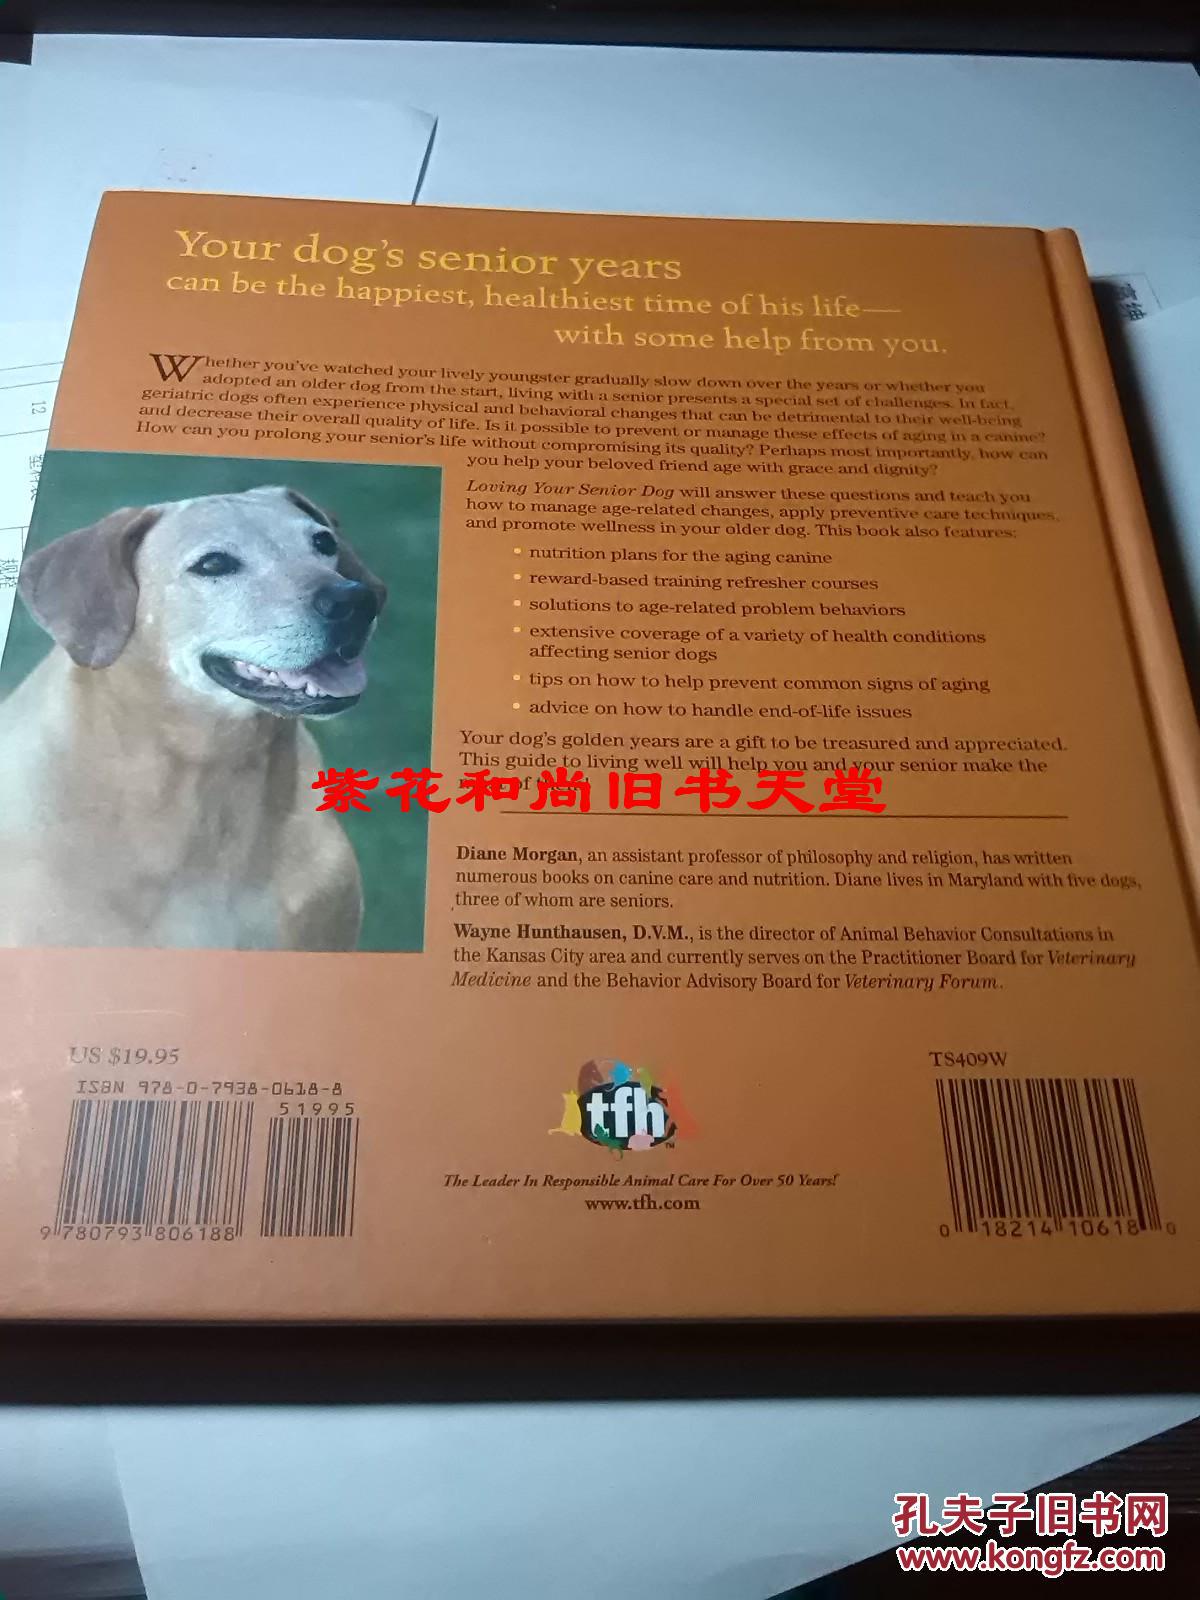 Your dog's senior years
can be the happiest, healthiest time of his life—
with some help from you.
Whether you've watched your lively youngster gradually slow down over the years or whether you
adopted an older dog from the start, living with a senior presents a special set of challenges. In fact,
geriatric dogs often experience physical and behavioral changes that can be detrimental to their well-being
and decrease their overall quality of life. Is it possible to prevent or manage these effects of aging in a canine?
How can you prolong your senior's life without compromising its quality? Perhaps most importantly, how can
you help your beloved friend age with grace and dignity?
Loving Your Senior Dog will answer these questions and teach you
how to manage age-related changes, apply preventive care techniques,
and promote wellness in your older dog. This book also features:
• nutrition plans for the aging canine
• reward-based training refresher courses
• solutions to age-related problem behaviors
• extensive coverage of a variety of health conditions
affecting senior dogs
• tips on how to help prevent common signs of aging
• advice on how to handle end-of-life issues
Your dog's golden years are a gift to be treasured and appreciated.
This guide to living well will help you and your senior make the
of
紫花和尚旧书天堂
Diane Morgan, an assistant professor of philosophy and religion, has written
numerous books on canine care and nutrition. Diane lives in Maryland with five dogs,
three of whom are seniors.
Wayne Hunthausen, D.V.M., is the director of Animal Behavior Consultations in
the Kansas City area and currently serves on the Practitioner Board for Veterinary
Medicine and the Behavior Advisory Board for Veterinary Forum.
US $19.95
ISBN 978-0-7938-0618-8
51995
9 780793 806188
tfh™
The Leader In Responsible Animal Care For Over 50 Years!
www.tfh.com
TS409W
0 18214 10618 0
12
孔夫子旧书网
www.kongfz.com